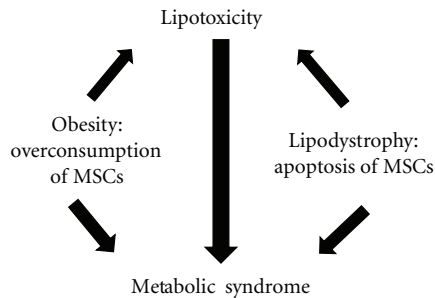 Lipotoxicity
Obesity:
overconsumption
of MSCs
Lipodystrophy:
apoptosis of MSCs
Metabolic syndrome